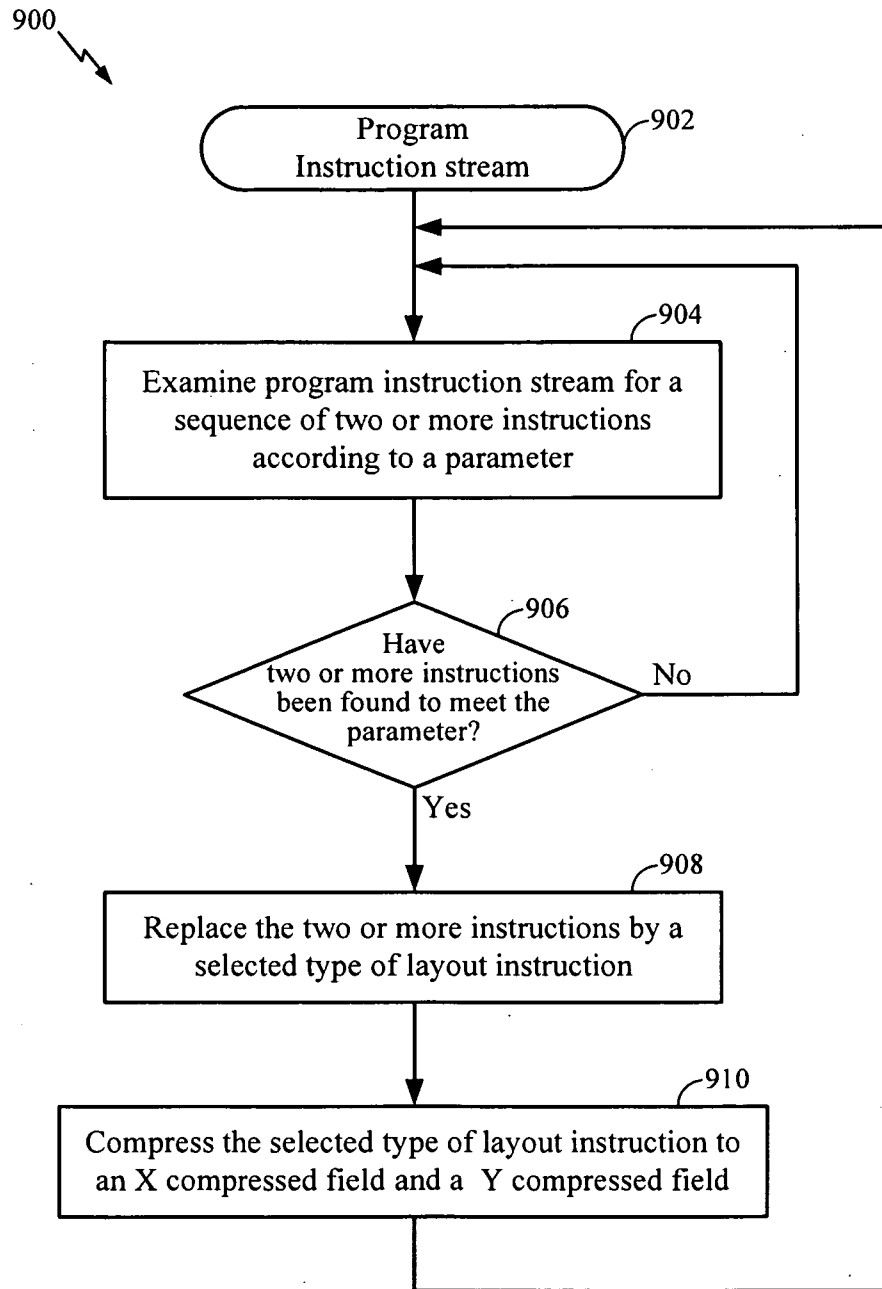 900
Program
Instruction stream
902
904
Examine program instruction stream for a
sequence of two or more instructions
according to a parameter
906
Have
two or more instructions
been found to meet the
parameter?
No
Yes
908
Replace the two or more instructions by a
selected type of layout instruction
910
Compress the selected type of layout instruction to
an X compressed field and a Y compressed field